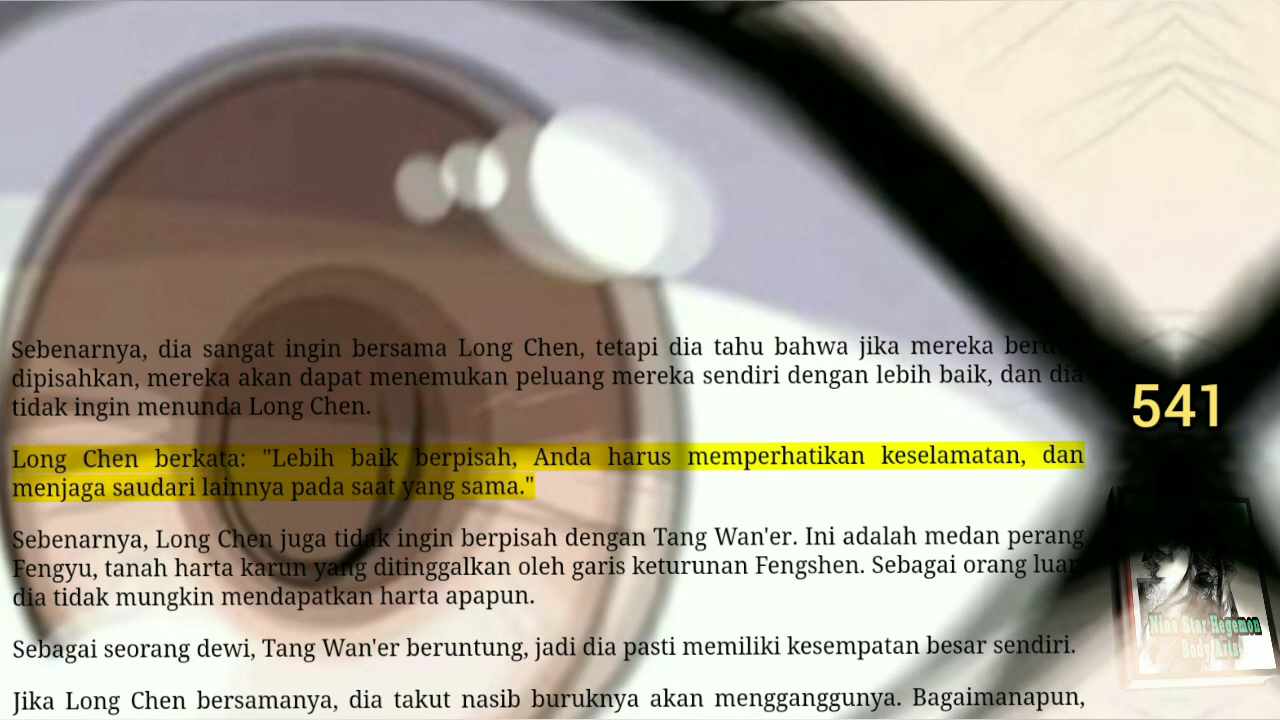 Sebenarnya, dia sangat ingin bersama Long Chen, tetapi dia tahu bahwa jika mereka
dipisahkan, mereka akan dapat menemukan peluang mereka sendiri dengan lebih baik, dan dia
tidak ingin menunda Long Chen.
Long Chen berkata: "Lebih baik berpisah, Anda harus memperhatikan keselamatan, dan
menjaga saudari lainnya pada saat yang sama."
Sebenarnya, Long Chen juga tidak ingin berpisah dengan Tang Wan'er. Ini adalah medan perang
Fengyu, tanah harta karun yang ditinggalkan oleh garis keturunan Fengshen. Sebagai orang luar
dia tidak mungkin mendapatkan harta apapun.
Sebagai seorang dewi, Tang Wan'er beruntung, jadi dia pasti memiliki kesempatan besar sendiri.
Jika Long Chen bersamanya, dia takut nasib buruknya akan mengganggunya. Bagaimanapun,
541
Nine Star Hegemon
Body Arts